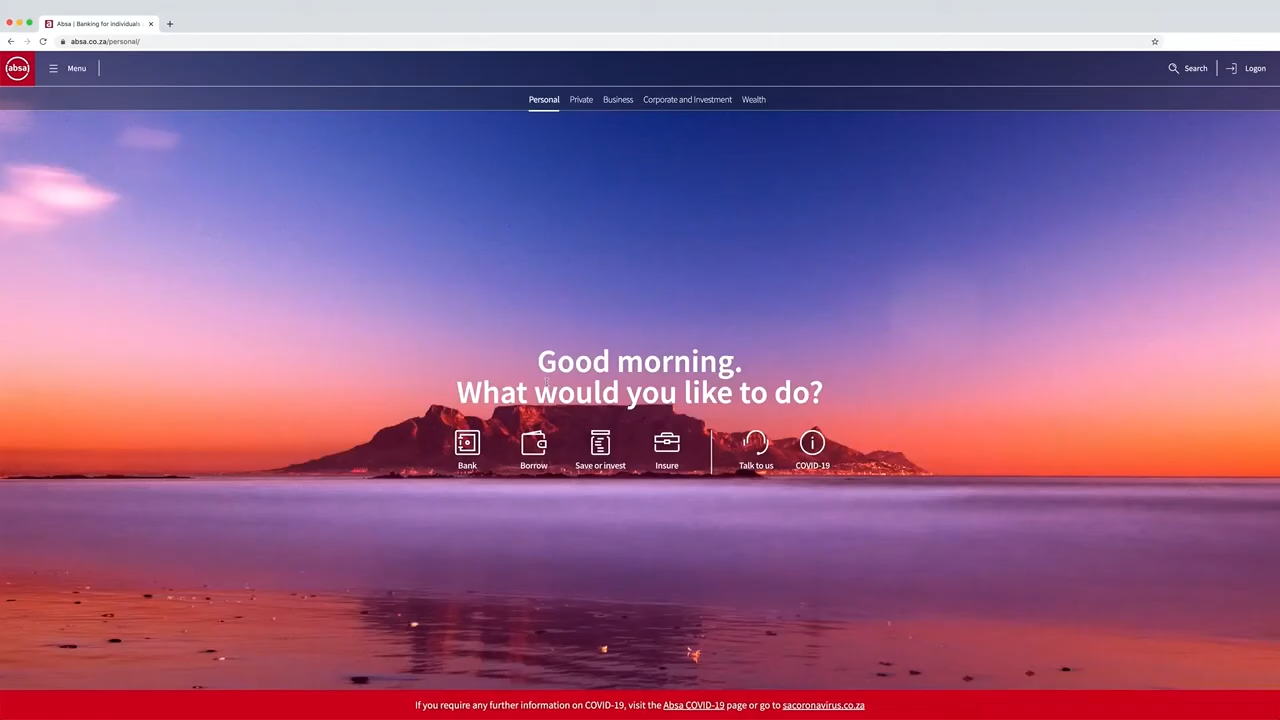 Absa | Banking for individuals
absa.co.za/personal/
absa
Menu
Search
Logon
Personal
Private
Business
Corporate and Investment
Wealth
Good morning.
What would you like to do?
Bank
Borrow
Save or invest
Insure
Talk to us
COVID-19
If you require any further information on COVID-19, visit the Absa COVID-19 page or go to sacoronavirus.co.za